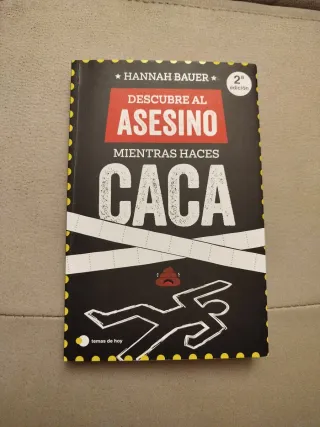 ★ HANNAH BAUER ★
2ª edición
DESCUBRE AL
ASESINO
MIENTRAS HACES
CACA
temas de hoy